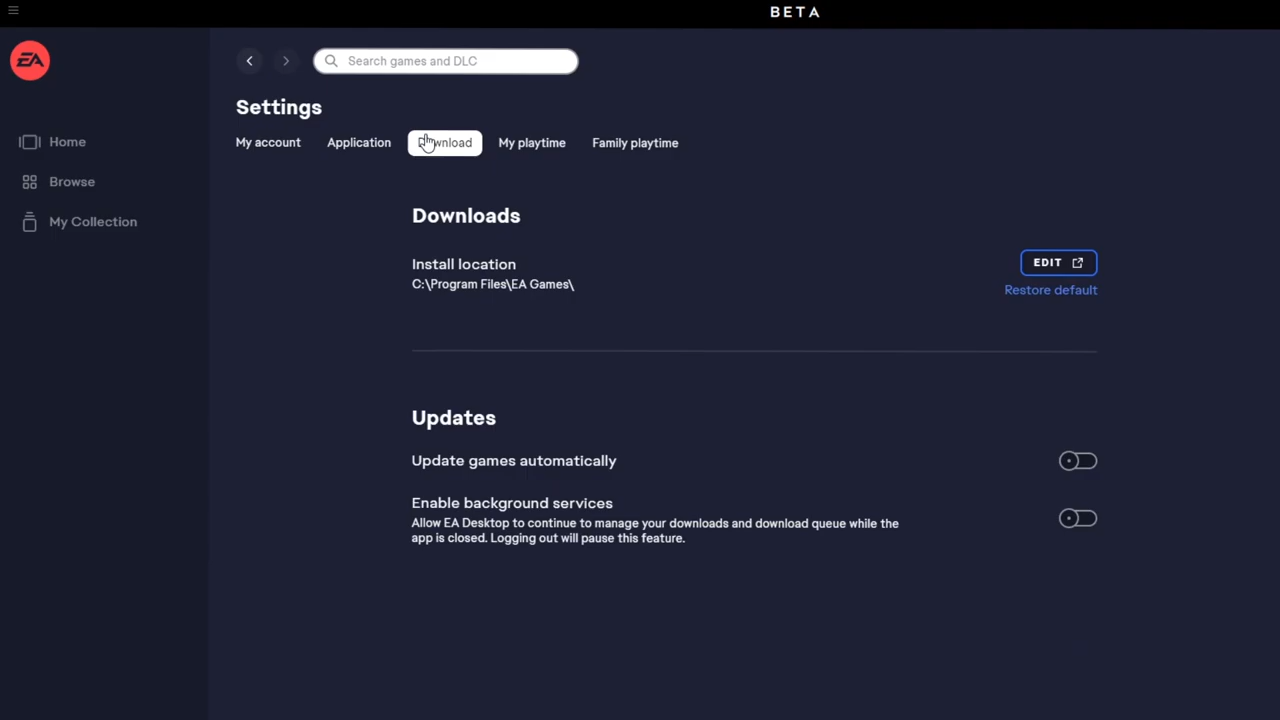 BETA
EA
Search games and DLC
Settings
My account Application Download My playtime Family playtime
Home
Browse
My Collection
Downloads
Install location
C:\Program Files\EA Games\
EDIT
Restore default
Updates
Update games automatically
Enable background services
Allow EA Desktop to continue to manage your downloads and download queue while the
app is closed. Logging out will pause this feature.